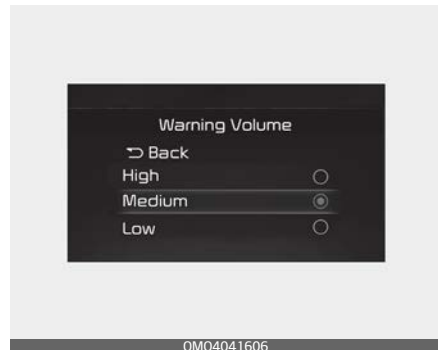 Warning Volume
Back
High
Medium
Low
OMO4041606